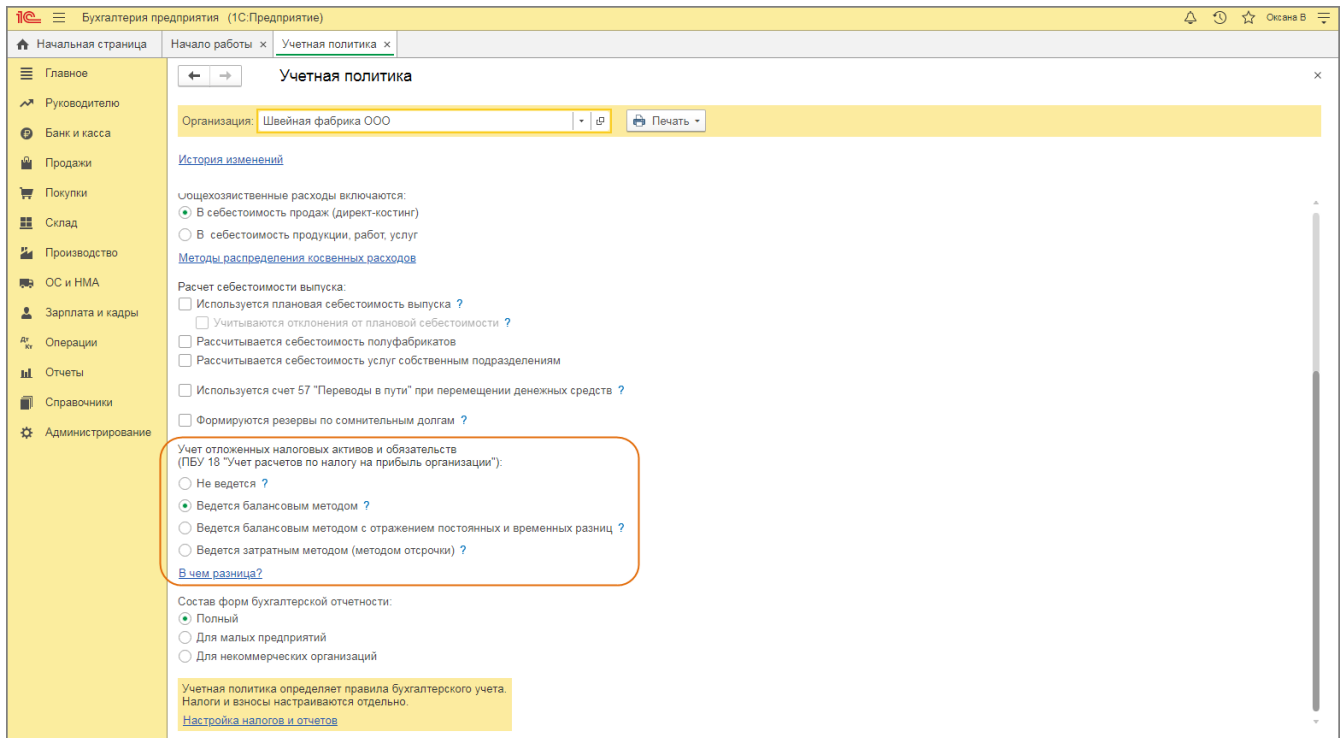 1С Бухгалтерия предприятия (1С:Предприятие) Оксана В
Начальная страница Начало работы × Учетная политика ×
Главное
Руководителю
Банк и касса
Продажи
Покупки
Склад
Производство
ОС и НМА
Зарплата и кадры
Дт Кт Операции
Отчеты
Справочники
Администрирование
Учетная политика
Организация: Швейная фабрика ООО Печать
История изменений
Общехозяйственные расходы включаются:
В себестоимость продаж (директ-костинг)
В себестоимость продукции, работ, услуг
Методы распределения косвенных расходов
Расчет себестоимости выпуска:
Используется плановая себестоимость выпуска ?
Учитываются отклонения от плановой себестоимости ?
Рассчитывается себестоимость полуфабрикатов
Рассчитывается себестоимость услуг собственным подразделениям
Используется счет 57 "Переводы в пути" при перемещении денежных средств ?
Формируются резервы по сомнительным долгам ?
Учет отложенных налоговых активов и обязательств
(ПБУ 18 "Учет расчетов по налогу на прибыль организации"):
Не ведется ?
Ведется балансовым методом ?
Ведется балансовым методом с отражением постоянных и временных разниц ?
Ведется затратным методом (методом отсрочки) ?
В чем разница?
Состав форм бухгалтерской отчетности:
Полный
Для малых предприятий
Для некоммерческих организаций
Учетная политика определяет правила бухгалтерского учета.
Налоги и взносы настраиваются отдельно.
Настройка налогов и отчетов